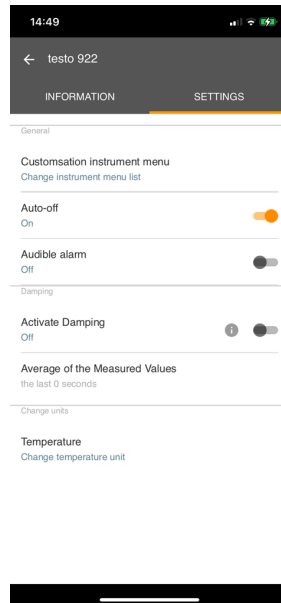 14:49
testo 922
INFORMATION SETTINGS
General
Customsation instrument menu
Change instrument menu list
Auto-off
On
Audible alarm
Off
Damping
Activate Damping
Off
Average of the Measured Values
the last 0 seconds
Change units
Temperature
Change temperature unit